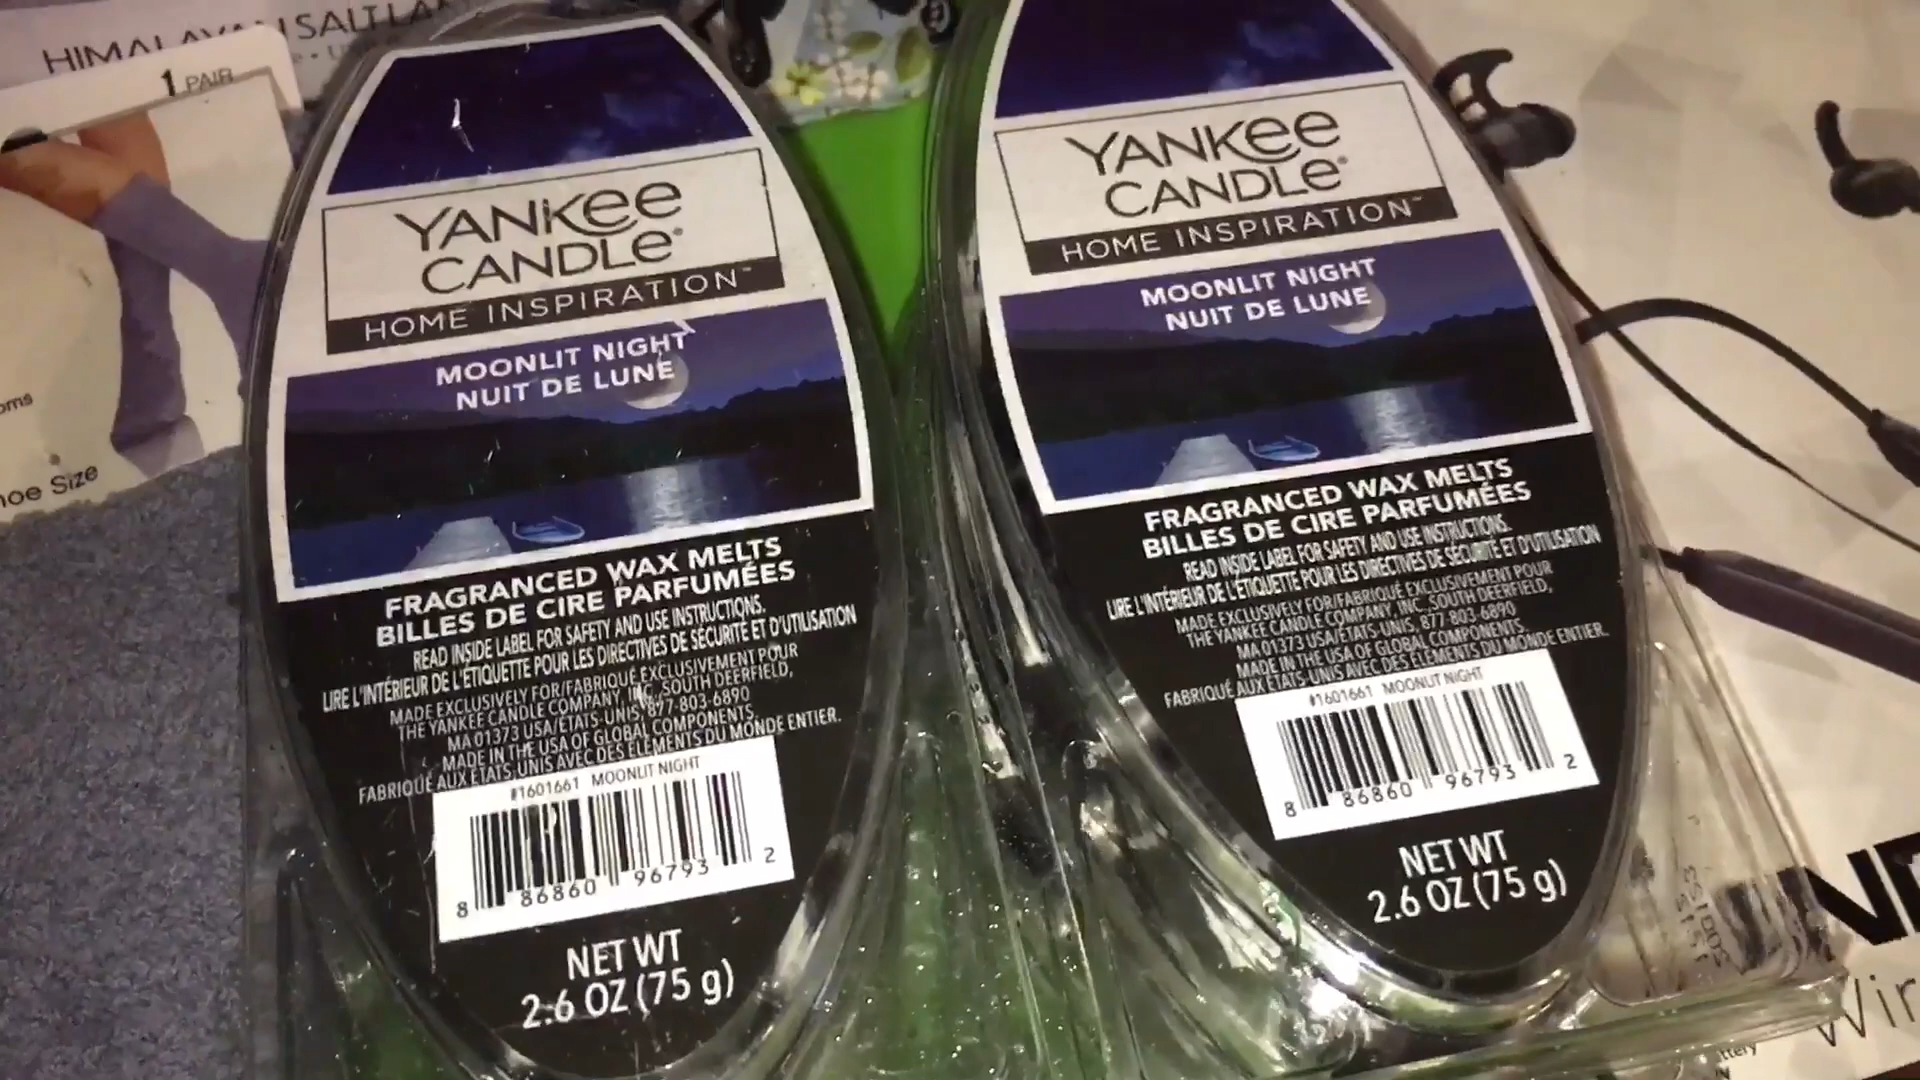 HIMALAYAN SALT LA
1 PAIR
oms
hoe Size
YANKEE
CANDLE®
HOME INSPIRATION™
MOONLIT NIGHT
NUIT DE LUNE
FRAGRANCED WAX MELTS
BILLES DE CIRE PARFUMÉES
READ INSIDE LABEL FOR SAFETY AND USE INSTRUCTIONS.
LIRE L'INTÉRIEUR DE L'ÉTIQUETTE POUR LES DIRECTIVES DE SÉCURITÉ ET D'UTILISATION
MADE EXCLUSIVELY FOR/FABRIQUÉ EXCLUSIVEMENT POUR
THE YANKEE CANDLE COMPANY, INC., SOUTH DEERFIELD,
MA 01373 USA/ÉTATS-UNIS, 877-803-6890
MADE IN THE USA OF GLOBAL COMPONENTS.
FABRIQUÉ AUX ÉTATS-UNIS AVEC DES ÉLÉMENTS DU MONDE ENTIER.
#1601661 MOONLIT NIGHT
8 86860 96793 2
NET WT
2.6 OZ (75 g)
YANKEE
CANDLE®
HOME INSPIRATION™
MOONLIT NIGHT
NUIT DE LUNE
FRAGRANCED WAX MELTS
BILLES DE CIRE PARFUMÉES
READ INSIDE LABEL FOR SAFETY AND USE INSTRUCTIONS.
LIRE L'INTÉRIEUR DE L'ÉTIQUETTE POUR LES DIRECTIVES DE SÉCURITÉ ET D'UTILISATION
MADE EXCLUSIVELY FOR/FABRIQUÉ EXCLUSIVEMENT POUR
THE YANKEE CANDLE COMPANY, INC., SOUTH DEERFIELD,
MA 01373 USA/ÉTATS-UNIS, 877-803-6890
MADE IN THE USA OF GLOBAL COMPONENTS.
FABRIQUÉ AUX ÉTATS-UNIS AVEC DES ÉLÉMENTS DU MONDE ENTIER.
#1601661 MOONLIT NIGHT
8 86860 96793 2
NET WT
2.6 OZ (75 g)
Wir
ttery